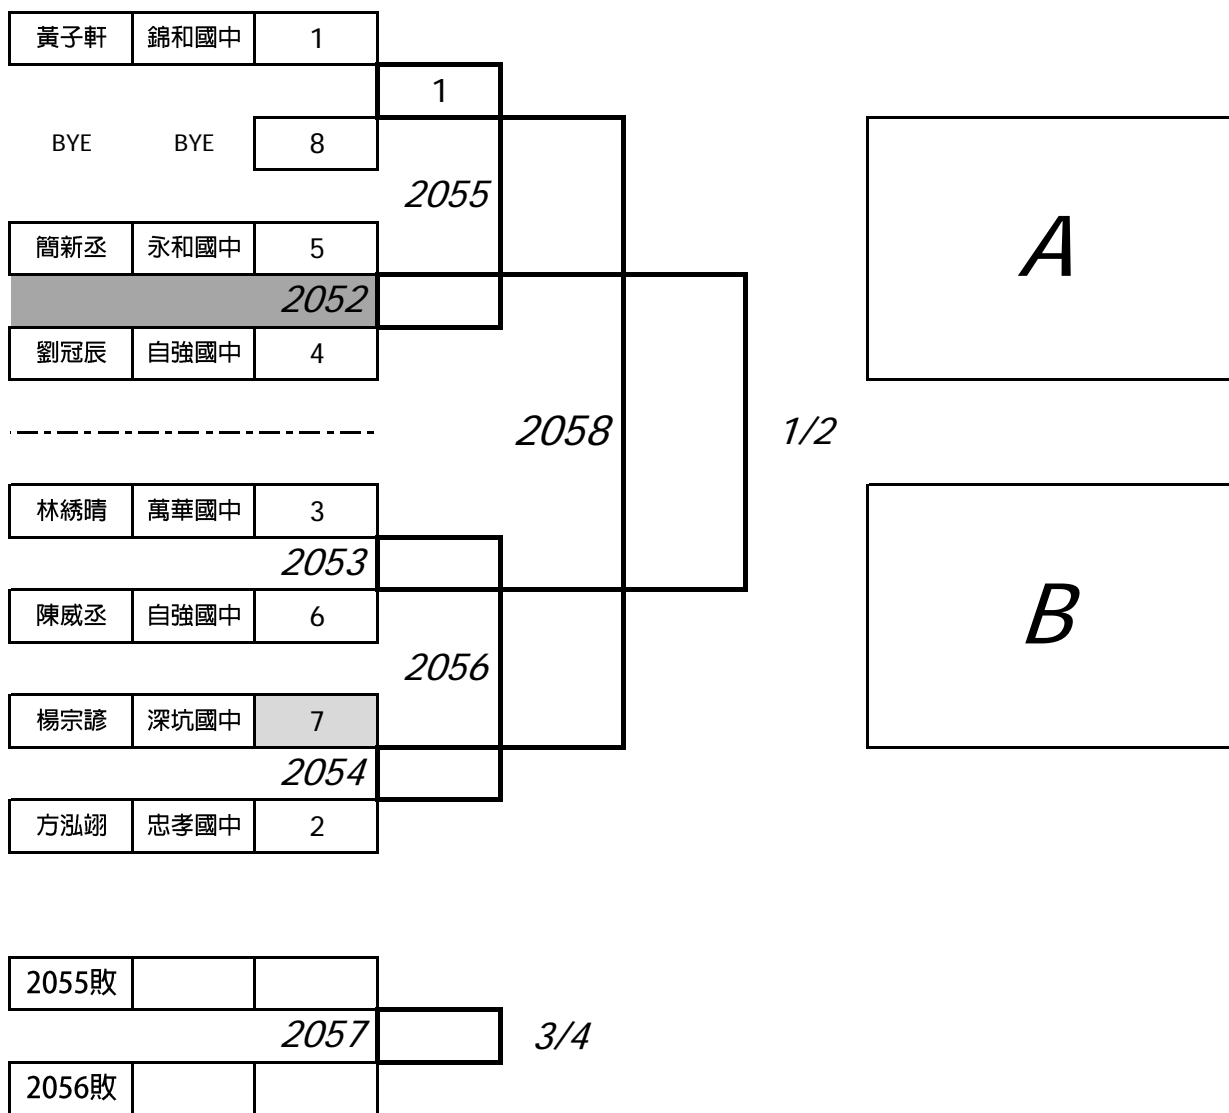 黃子軒 錦和國中 1
1
BYE BYE 8
2055
簡新丞 永和國中 5
A
2052
劉冠辰 自強國中 4
2058 1/2
林綉晴 萬華國中 3
2053
陳威丞 自強國中 6
B
2056
楊宗諺 深坑國中 7
2054
方泓翊 忠孝國中 2
2055敗
2057 3/4
2056敗